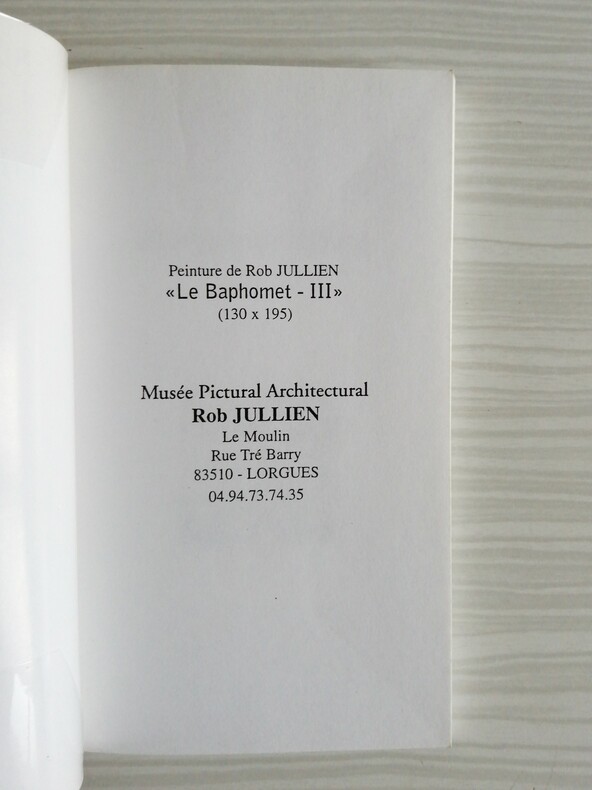 Peinture de Rob JULLIEN
«Le Baphomet - III»
(130 x 195)
Musée Pictural Architectural
Rob JULLIEN
Le Moulin
Rue Tré Barry
83510 - LORGUES
04.94.73.74.35